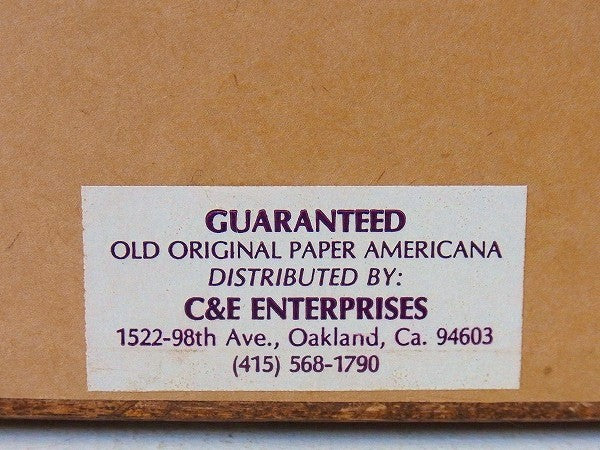 GUARANTEED
OLD ORIGINAL PAPER AMERICANA
DISTRIBUTED BY:
C&E ENTERPRISES
1522-98th Ave., Oakland, Ca. 94603
(415) 568-1790